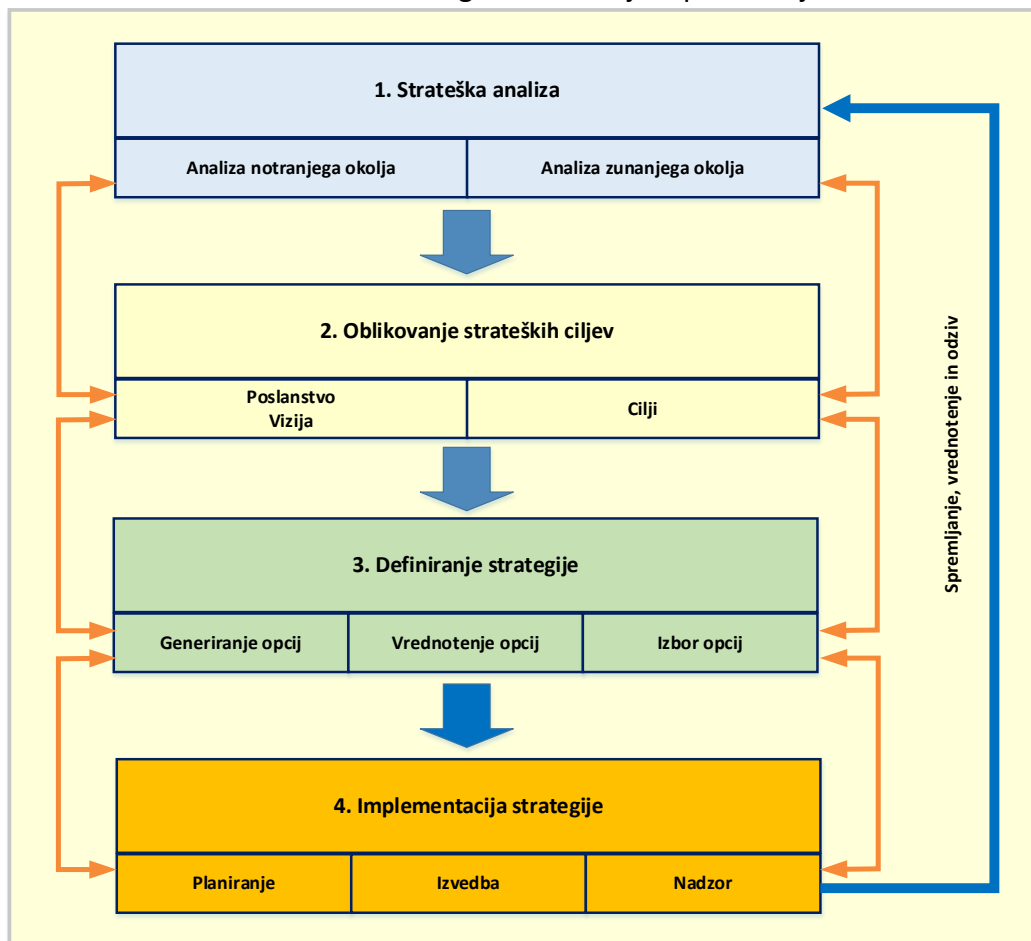 1. Strateška analiza
Analiza notranjega okolja
Analiza zunanjega okolja
2. Oblikovanje strateških ciljev
Poslanstvo
Vizija
Cilji
3. Definiranje strategije
Generiranje opcij
Vrednotenje opcij
Izbor opcij
4. Implementacija strategije
Planiranje
Izvedba
Nadzor
Spremljanje, vrednotenje in odziv